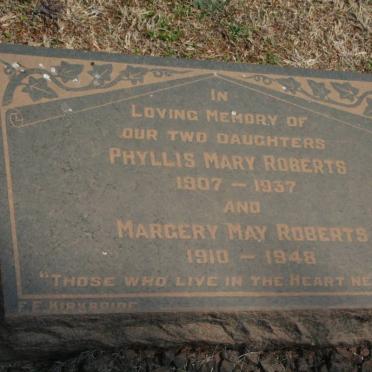 IN
LOVING MEMORY OF
OUR TWO DAUGHTERS
PHYLLIS MARY ROBERTS
1907 – 1937
AND
MARGERY MAY ROBERTS
1910 – 1948
"THOSE WHO LIVE IN THE HEART NE
F.E. KIRKBRIDE